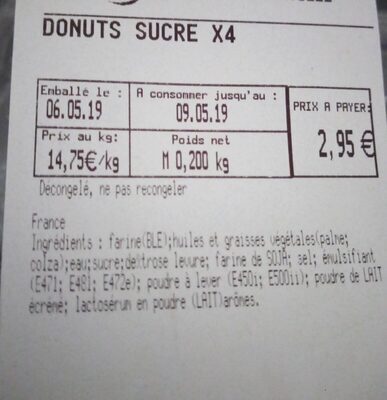 DONUTS SUCRE X4
Emballé le : A consommer jusqu'au : PRIX A PAYER:
06.05.19 09.05.19
Prix au kg: Poids net 2,95 €
14,75€/kg M 0,200 kg
Décongelé, ne pas recongeler
France
Ingrédients : farine(BLE);huiles et graisses végétales(palme;
colza);eau;sucre;dextrose levure; farine de SOJA; sel; émulsifiant
(E471; E481; E472e); poudre à lever (E450i; E500ii); poudre de LAIT
écrémé; lactosérum en poudre (LAIT)arômes.